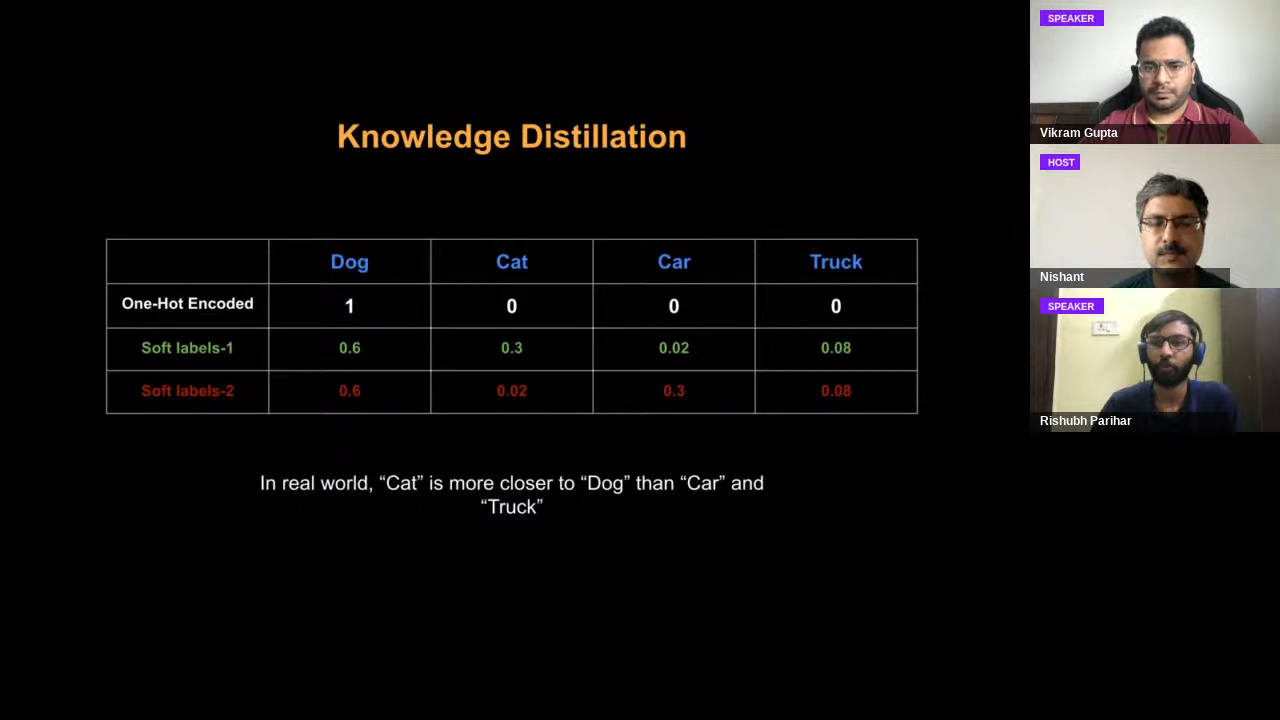 Knowledge Distillation
Dog Cat Car Truck
One-Hot Encoded 1 0 0 0
Soft labels-1 0.6 0.3 0.02 0.08
Soft labels-2 0.6 0.02 0.3 0.08
In real world, “Cat” is more closer to “Dog” than “Car” and
“Truck”
SPEAKER
Vikram Gupta
HOST
Nishant
SPEAKER
Rishubh Parihar